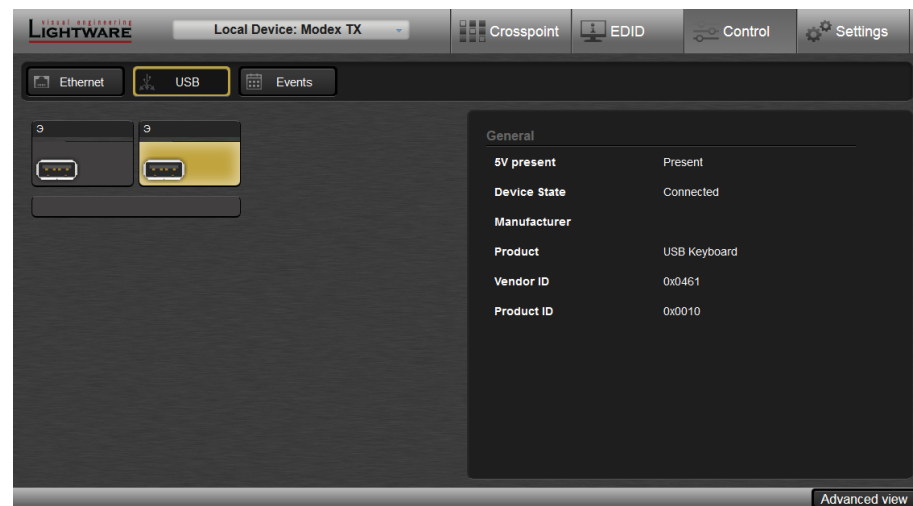 visual engineering
LIGHTWARE
Local Device: Modex TX
Crosspoint
EDID
Control
Settings
Ethernet
USB
Events
Э
Э
General
5V present Present
Device State Connected
Manufacturer
Product USB Keyboard
Vendor ID 0x0461
Product ID 0x0010
Advanced view